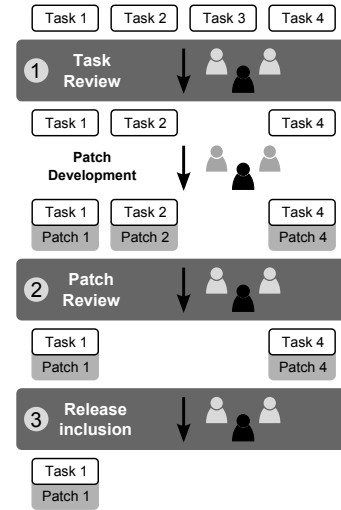 Task 1 Task 2 Task 3 Task 4
1 Task
Review
Task 1 Task 2 Task 4
Patch
Development
Task 1 Task 2 Task 4
Patch 1 Patch 2 Patch 4
2 Patch
Review
Task 1 Task 4
Patch 1 Patch 4
3 Release
inclusion
Task 1
Patch 1